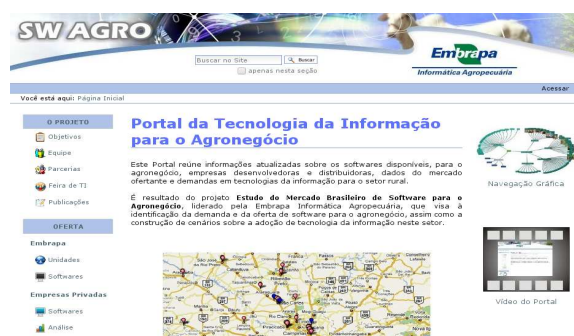 SW AGRO
Buscar no Site
Buscar
apenas nesta seção
Embrapa
Informática Agropecuária
Acessar
Você está aqui: Página Inicial
O PROJETO
Objetivos
Equipe
Parcerias
Feira de TI
Publicações
OFERTA
Embrapa
Unidades
Softwares
Empresas Privadas
Softwares
Análise
Portal da Tecnologia da Informação
para o Agronegócio
Este Portal reúne informações atualizadas sobre os softwares disponíveis, para o
agronegócio, empresas desenvolvedoras e distribuidoras, dados do mercado
ofertante e demandas em tecnologias da informação para o setor rural.
É resultado do projeto Estudo do Mercado Brasileiro de Software para o
Agronegócio, liderado pela Embrapa Informática Agropecuária, que visa à
identificação da demanda e da oferta de software para o agronegócio, assim como a
construção de cenários sobre a adoção de tecnologia da informação neste setor.
Navegação Gráfica
Vídeo do Portal